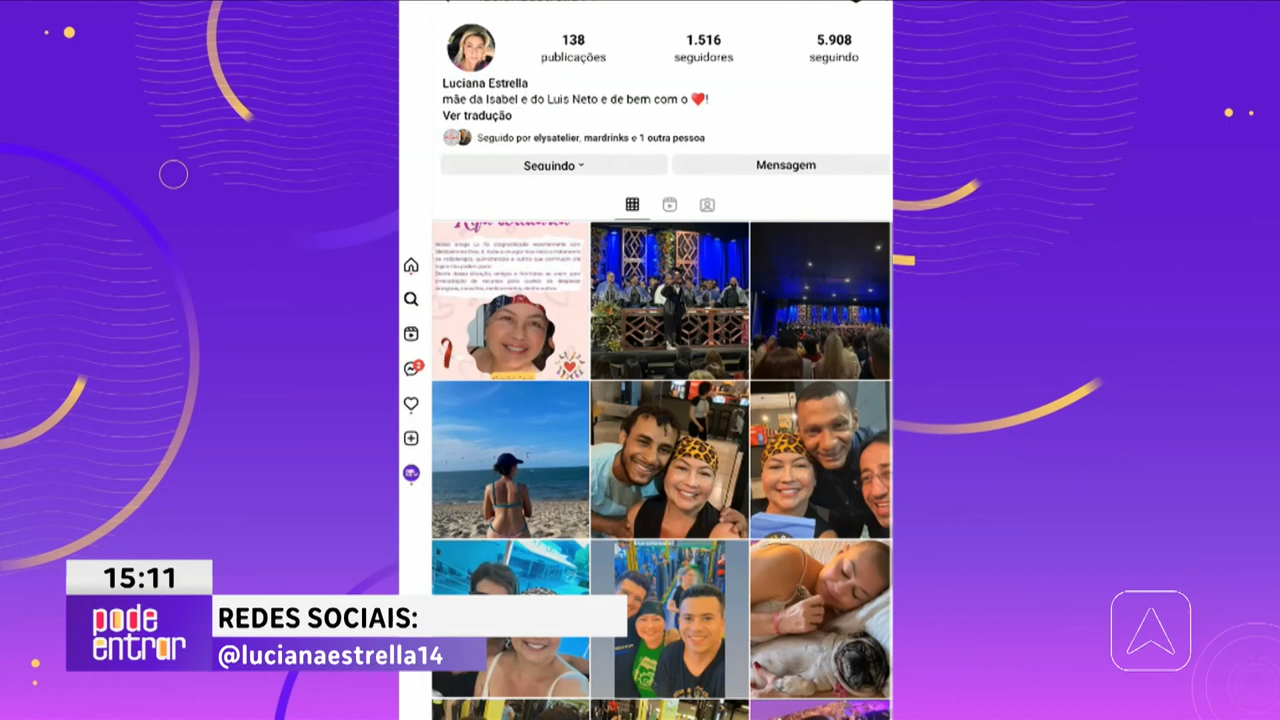 138
1.516
5.908
publicações
seguidores
seguindo
Luciana Estrella
mãe da Isabel e do Luis Neto e de bem com o ❤️!
Ver tradução
Seguido por elysatelier, mardrinks e 1 outra pessoa
Seguindo
Mensagem
15:11
pode
entrar
REDES SOCIAIS:
@lucianaestrella14